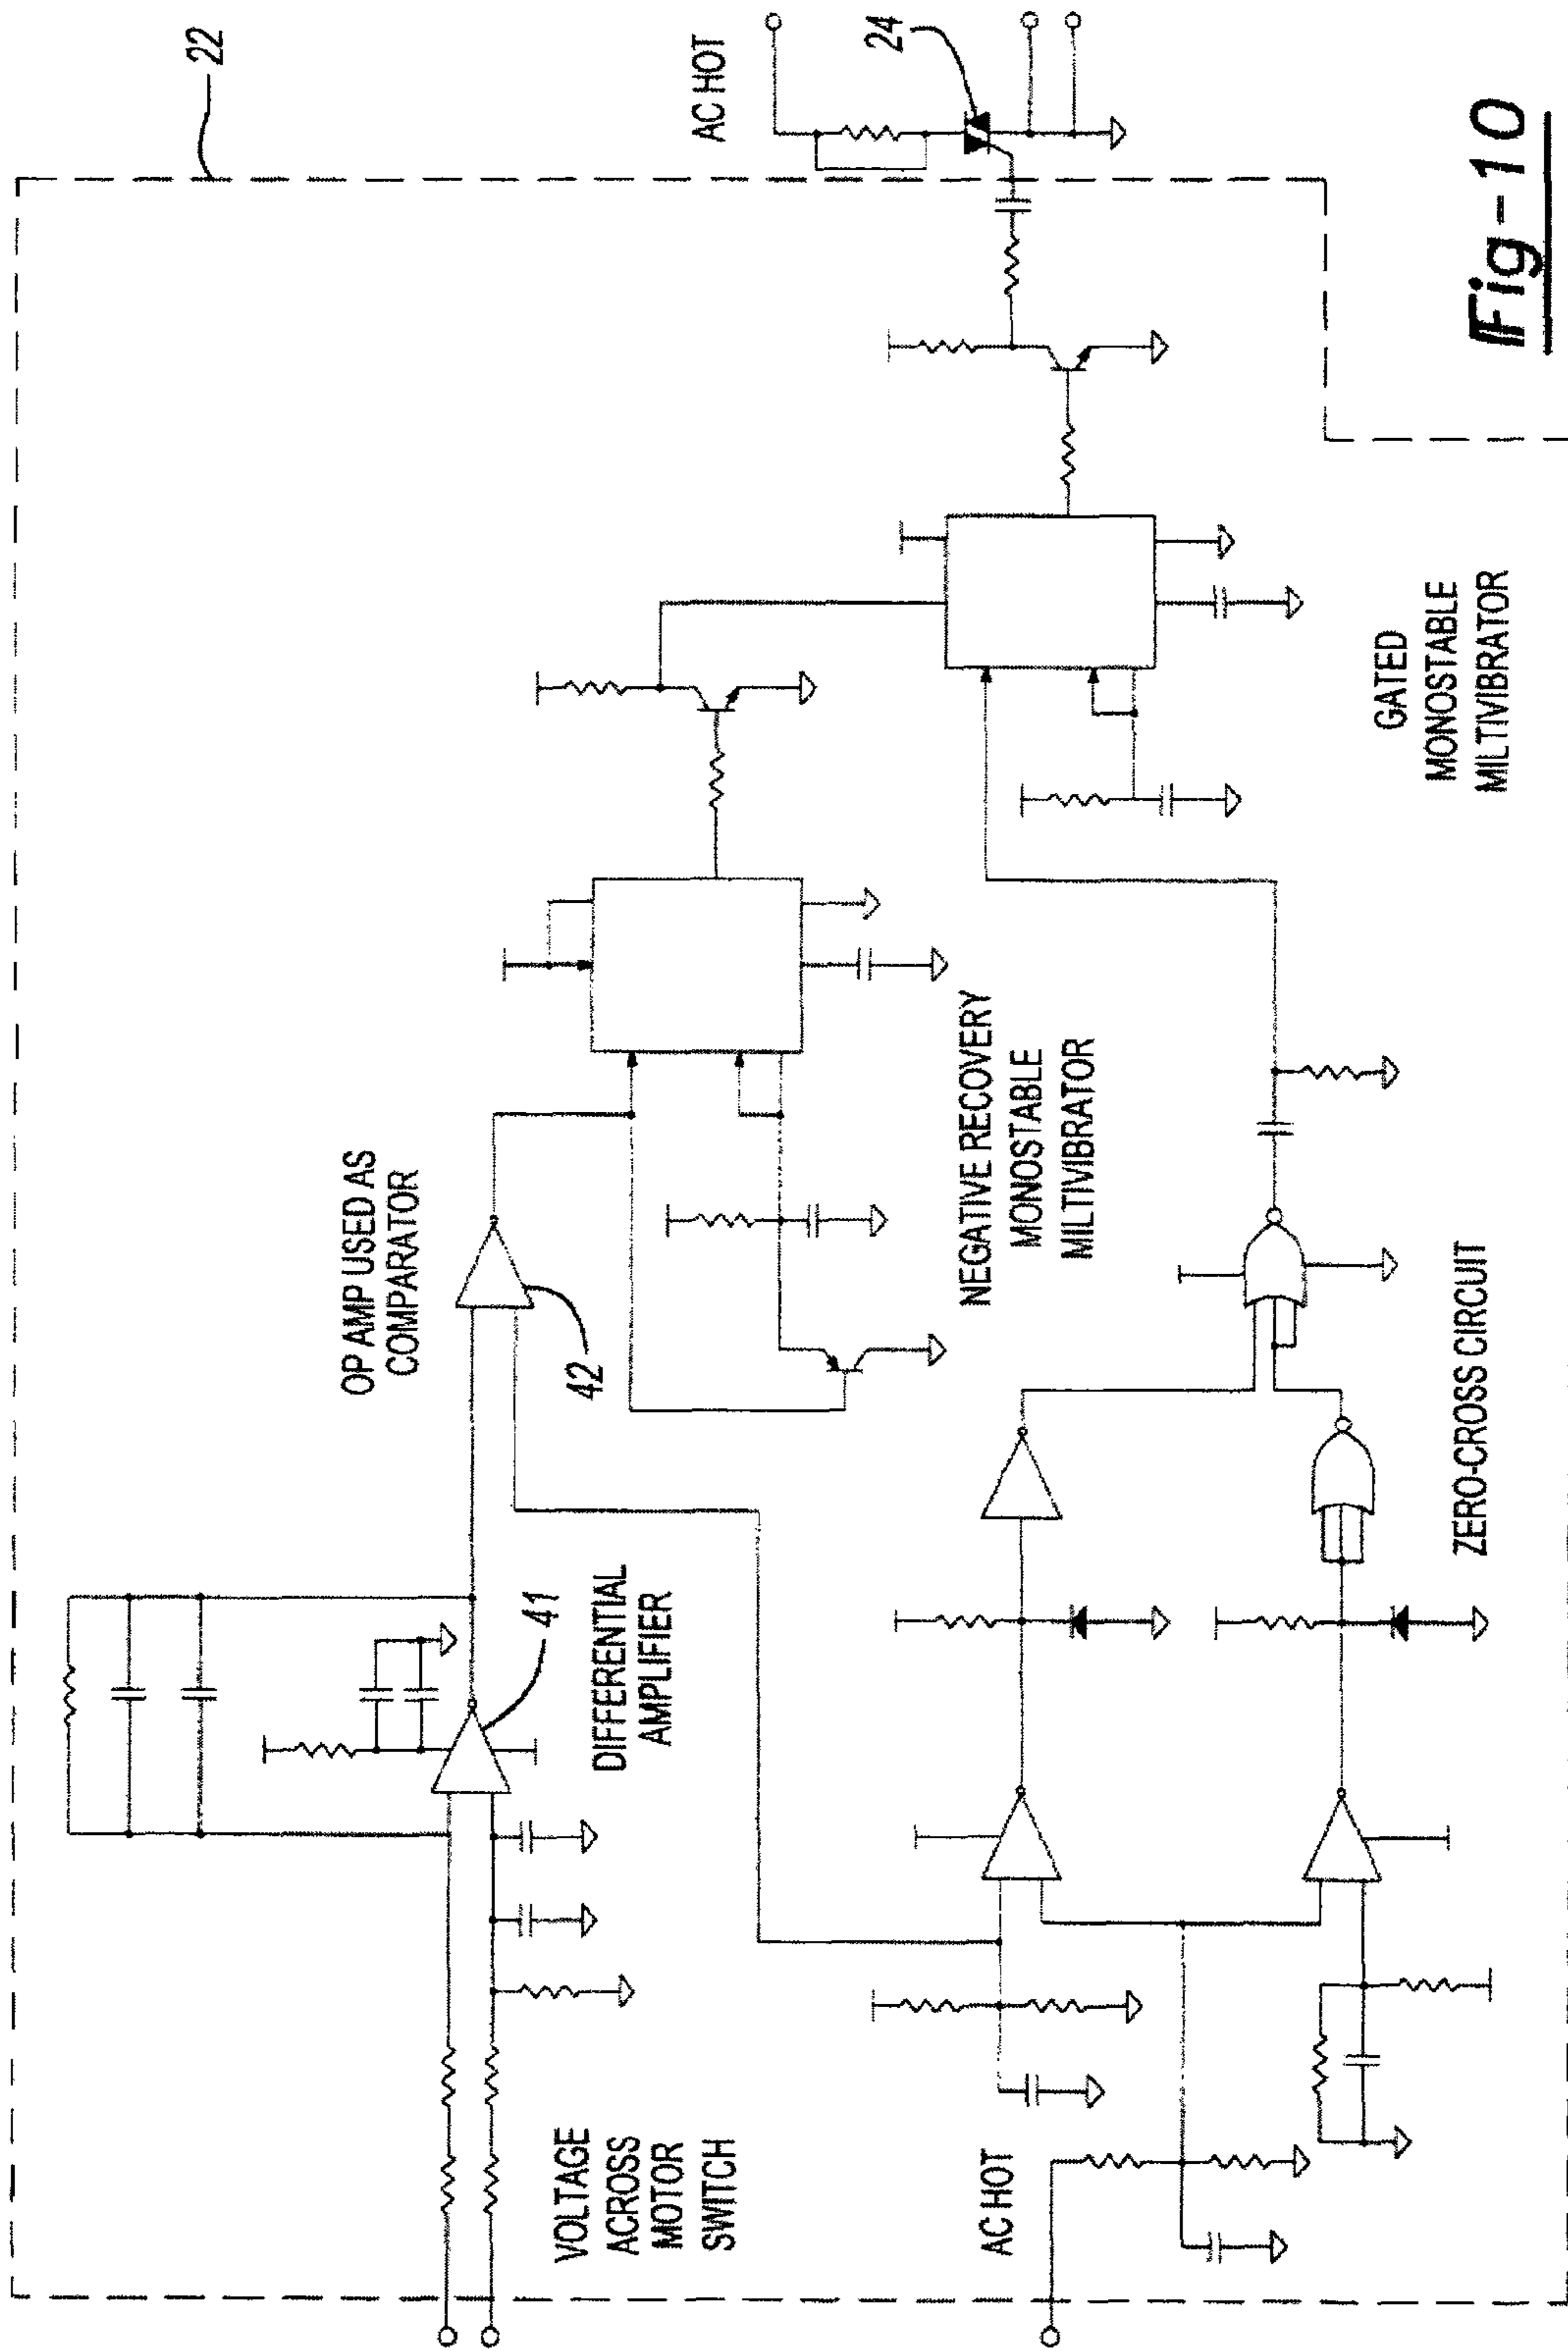 22
AC HOT
24
OP AMP USED AS
COMPARATOR
42
41
DIFFERENTIAL
AMPLIFIER
NEGATIVE RECOVERY
MONOSTABLE
MILTIVIBRATOR
GATED
MONOSTABLE
MILTIVIBRATOR
VOLTAGE
ACROSS
MOTOR
SWITCH
AC HOT
ZERO-CROSS CIRCUIT
Fig-10